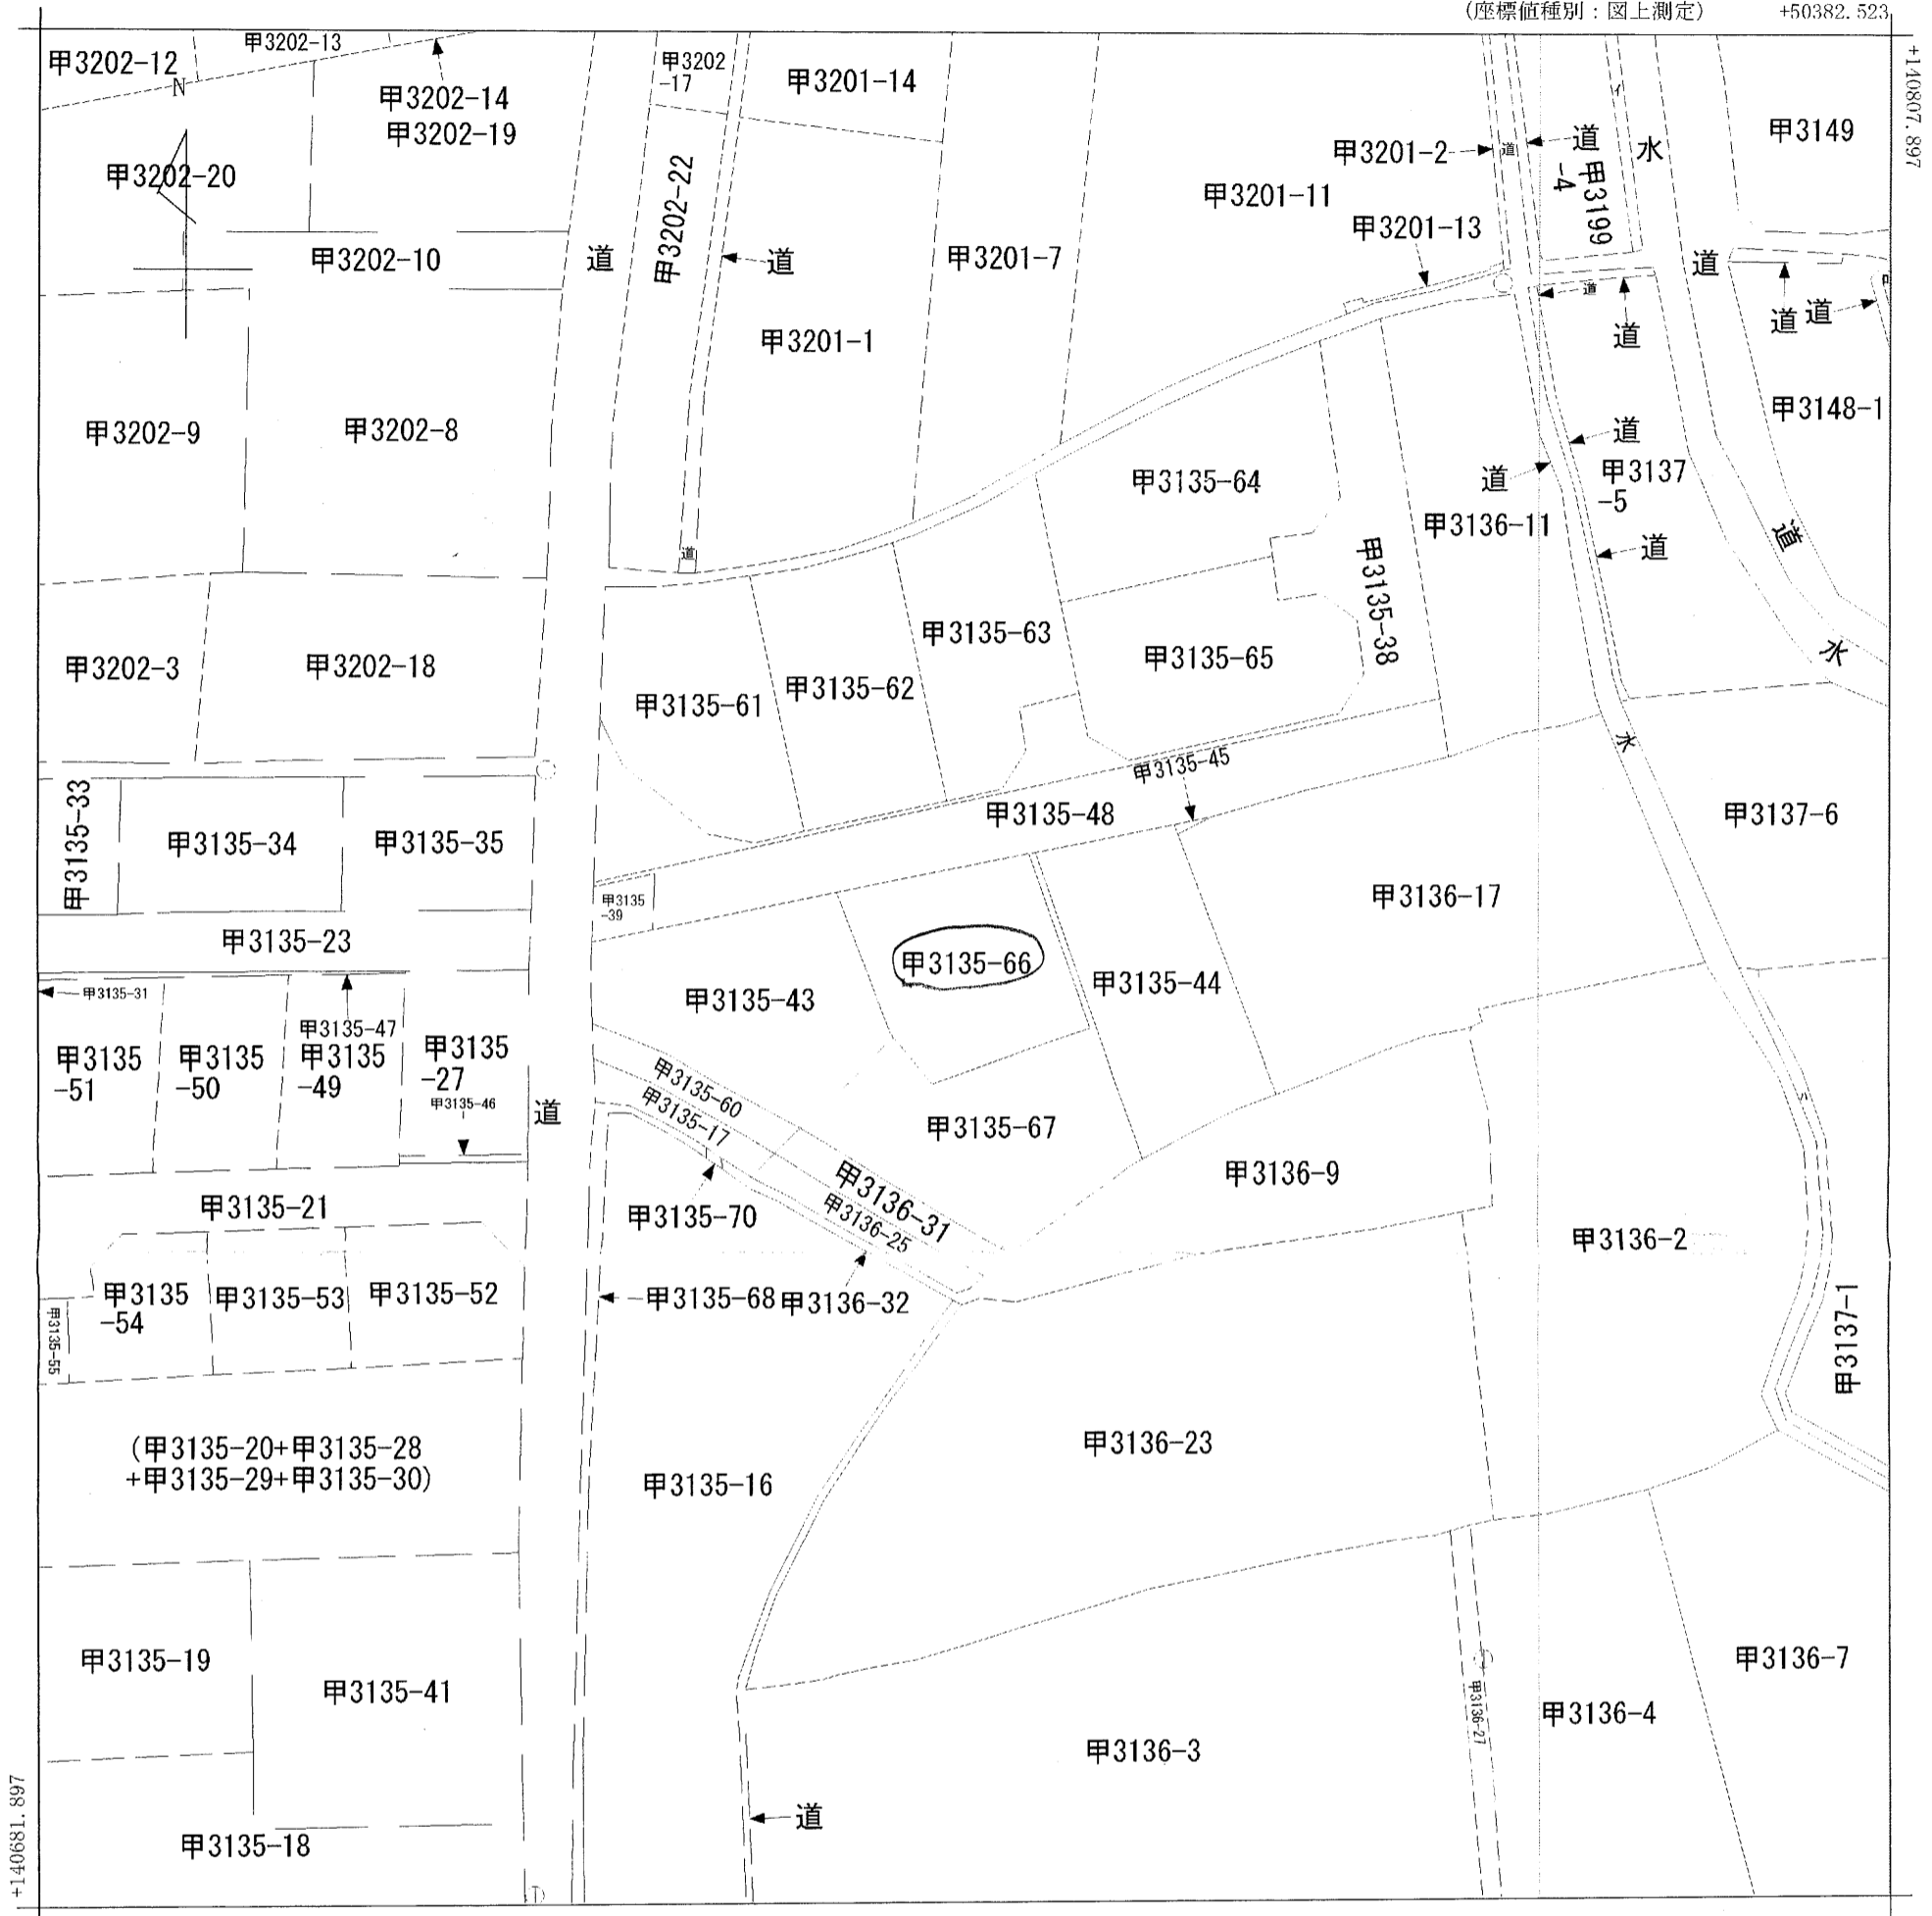 (座標値種別：図上測定) +50382.523
+140807.897
甲3202-12
甲3202-13
甲3202
-17
甲3201-14
イ
N
甲3202-14
甲3202-19
甲3149
甲3201-2
道
道
水
甲3199
-4
甲3202-20
甲3202-22
甲3201-11
甲3201-13
甲3202-10
道
道
甲3201-7
道
道
道
道
道
甲3201-1
甲3202-9
甲3202-8
甲3148-1
道
道
甲3137
-5
甲3135-64
甲3136-11
道
道
道
甲3135-38
甲3202-3
甲3202-18
甲3135-63
甲3135-65
水
甲3135-61
甲3135-62
水
甲3135-45
甲3135-33
甲3135-34
甲3135-35
甲3135-48
甲3137-6
甲3135
-39
甲3136-17
甲3135-23
甲3135-66
甲3135-31
甲3135-43
甲3135-44
甲3135-47
甲3135
-51
甲3135
-50
甲3135
-49
甲3135
-27
甲3135-46
道
甲3135-60
甲3135-17
甲3135-67
甲3136-9
甲3136-31
甲3136-25
甲3135-21
甲3135-70
甲3136-2
甲3135
-54
甲3135-53
甲3135-52
甲3135-68
甲3136-32
甲3135-55
甲3137-1
(甲3135-20+甲3135-28
+甲3135-29+甲3135-30)
甲3135-16
甲3136-23
甲3135-19
甲3135-41
甲3136-27
甲3136-4
甲3136-7
甲3136-3
道
甲3135-18
+140681.897